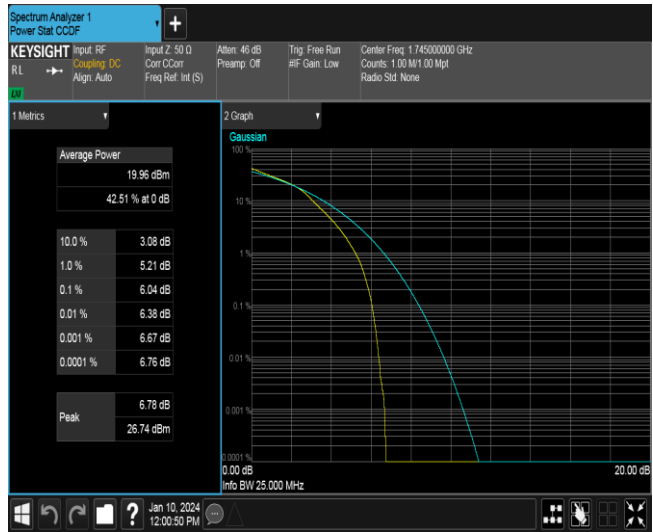 Spectrum Analyzer 1
Power Stat CCDF
+
KEYSIGHT
R L
LXI
Input: RF
Coupling: DC
Align: Auto
Input Z: 50 Ω
Corr CCorr
Freq Ref: Int (S)
Atten: 46 dB
Preamp: Off
Trig: Free Run
#IF Gain: Low
Center Freq: 1.745000000 GHz
Counts: 1.00 M/1.00 Mpt
Radio Std: None
1 Metrics
Average Power
19.96 dBm
42.51 % at 0 dB
10.0 % 3.08 dB
1.0 % 5.21 dB
0.1 % 6.04 dB
0.01 % 6.38 dB
0.001 % 6.67 dB
0.0001 % 6.76 dB
Peak
6.78 dB
26.74 dBm
2 Graph
Gaussian
100 %
10 %
1 %
0.1 %
0.01 %
0.001 %
0.0001 %
0.00 dB
20.00 dB
Info BW 25.000 MHz
?
Jan 10, 2024
12:00:50 PM